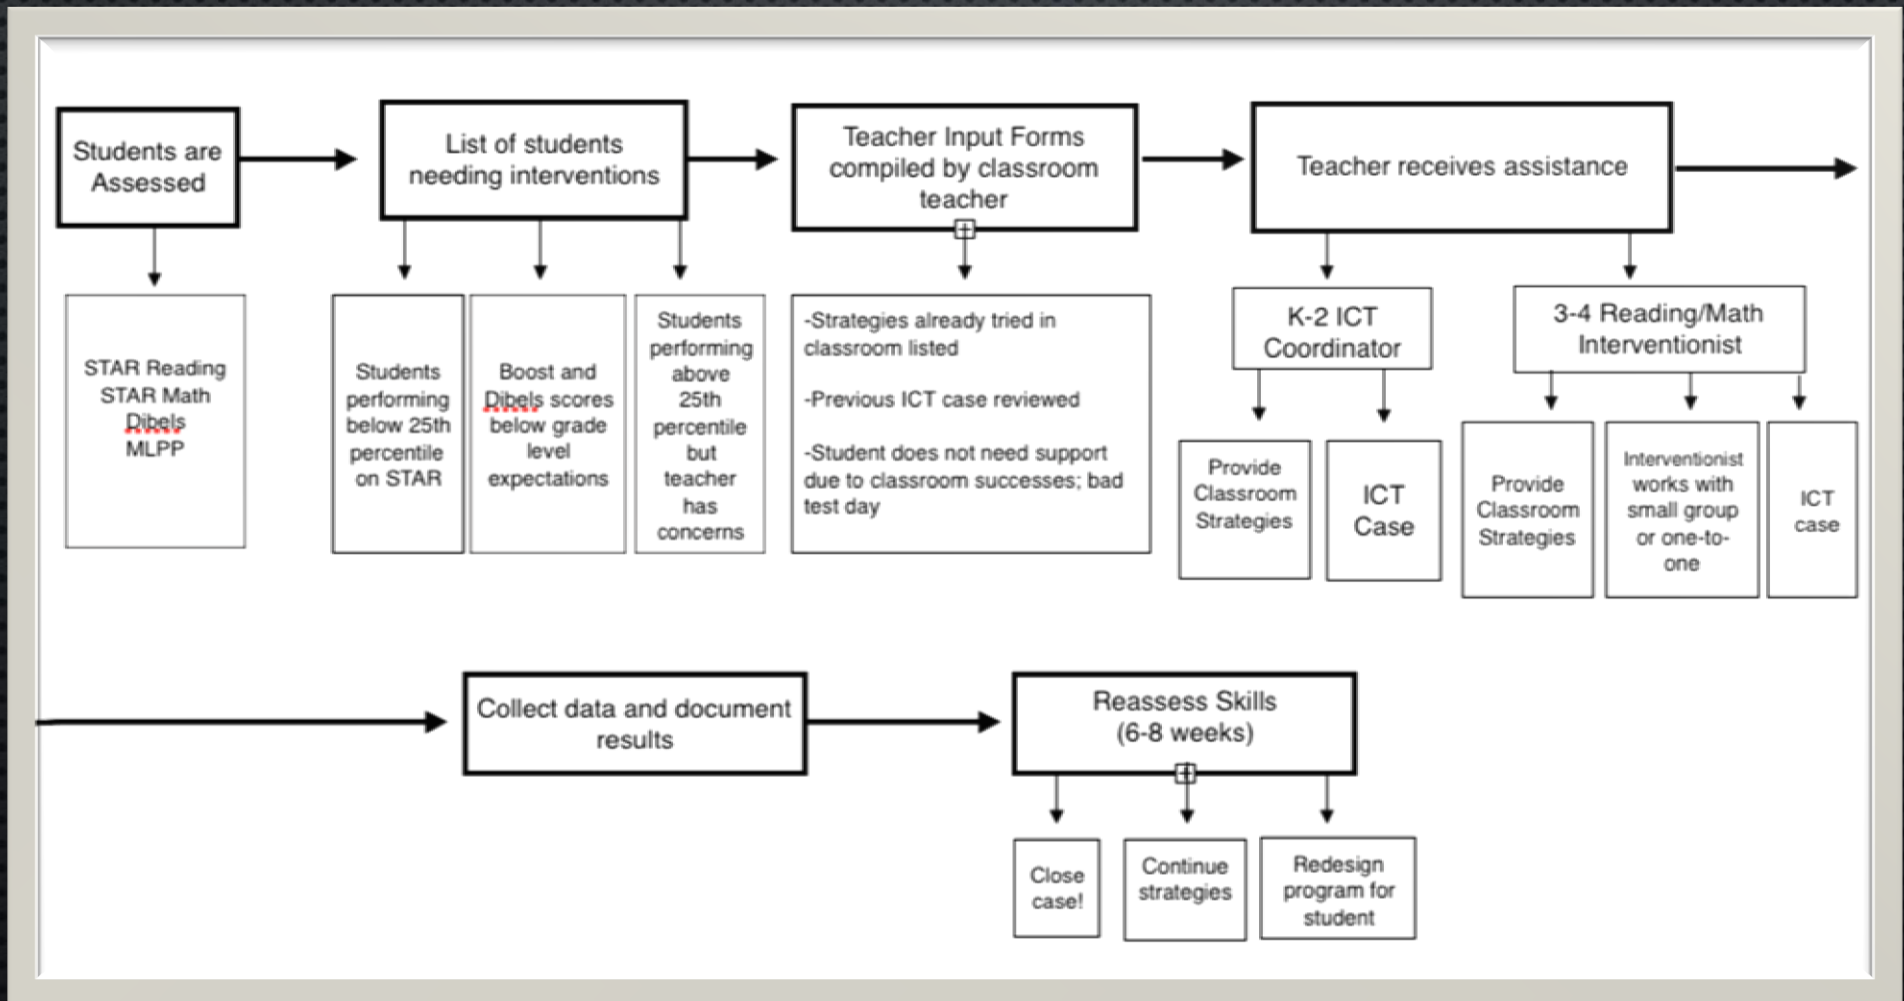 Students are
Assessed
List of students
needing interventions
Teacher Input Forms
compiled by classroom
teacher
Teacher receives assistance
STAR Reading
STAR Math
Dibels
MLPP
Students
performing
below 25th
percentile
on STAR
Boost and
Dibels scores
below grade
level
expectations
Students
performing
above
25th
percentile
but
teacher
has
concerns
-Strategies already tried in
classroom listed
-Previous ICT case reviewed
-Student does not need support
due to classroom successes; bad
test day
K-2 ICT
Coordinator
Provide
Classroom
Strategies
ICT
Case
3-4 Reading/Math
Interventionist
Provide
Classroom
Strategies
Interventionist
works with
small group
or one-to-
one
ICT
case
Collect data and document
results
Reassess Skills
(6-8 weeks)
Close
case!
Continue
strategies
Redesign
program for
student